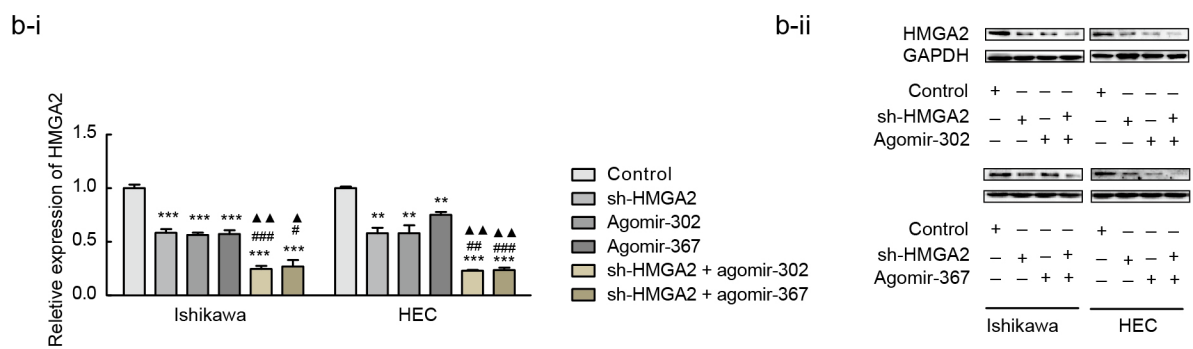 b-i
Reletive expression of HMGA2
1.5
1.0
0.5
0.0
*** *** ***
▲▲
###
***
▲
#
***
** ** **
▲▲
##
***
▲▲
###
***
Ishikawa HEC
Control
sh-HMGA2
Agomir-302
Agomir-367
sh-HMGA2 + agomir-302
sh-HMGA2 + agomir-367
b-ii
HMGA2
GAPDH
Control + – – – + – – –
sh-HMGA2 – + – + – + – +
Agomir-302 – – + + – – + +
Control + – – – + – – –
sh-HMGA2 – + – + – + – +
Agomir-367 – – + + – – + +
Ishikawa HEC